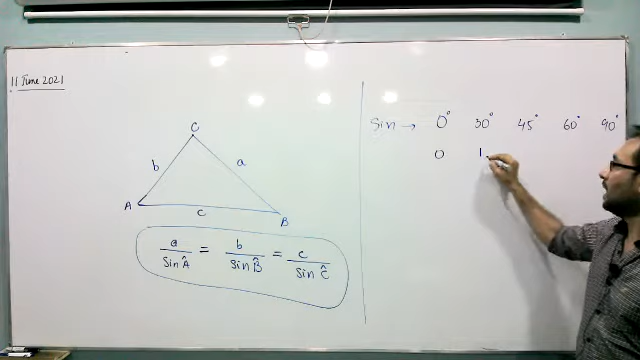 11 June 2021
C
b
a
A
c
B
a/Sin Â = b/Sin B̂ = c/Sin Ĉ
Sin → 0° 30° 45° 60° 90°
0 1